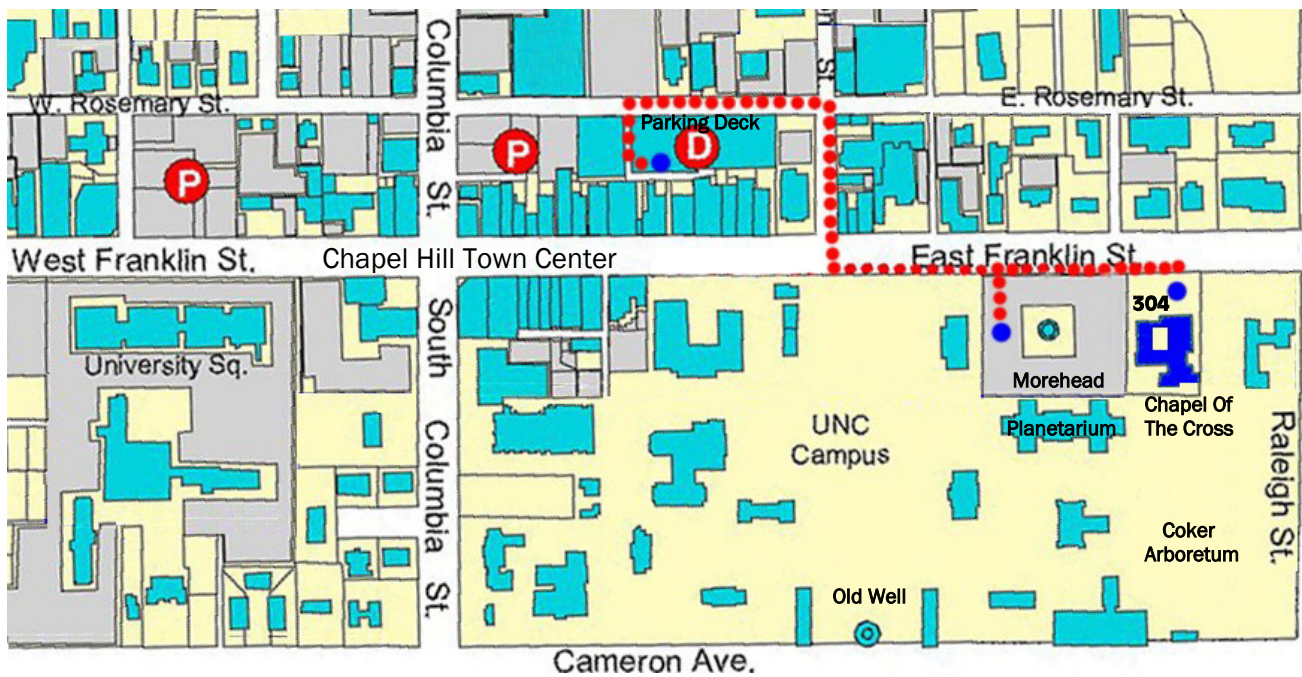 Columbia St.
St.
W. Rosemary St.
E. Rosemary St.
Parking Deck
P
P
D
West Franklin St.
Chapel Hill Town Center
East Franklin St.
304
University Sq.
South Columbia St.
Morehead
Planetarium
Chapel Of
The Cross
UNC
Campus
Raleigh St.
Coker
Arboretum
Old Well
Cameron Ave.